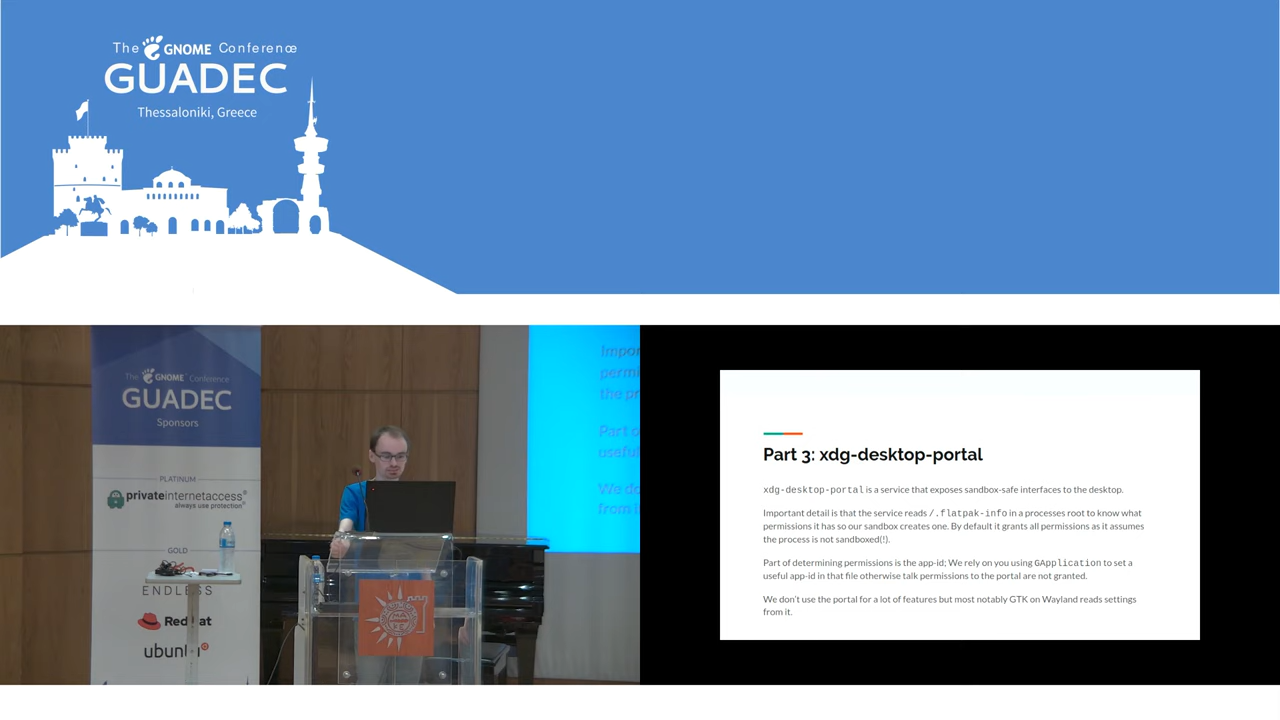 The GNOME Conference
GUADEC
Thessaloniki, Greece
The GNOME Conference
GUADEC
Sponsors
PLATINUM
privateinternetaccess®
always use protection®
GOLD
ENDLESS
ubuntu
Part 3: xdg-desktop-portal
xdg-desktop-portal is a service that exposes sandbox-safe interfaces to the desktop.
Important detail is that the service reads /.flatpak-info in a processes root to know what
permissions it has so our sandbox creates one. By default it grants all permissions as it assumes
the process is not sandboxed(!).
Part of determining permissions is the app-id; We rely on you using GApplication to set a
useful app-id in that file otherwise talk permissions to the portal are not granted.
We don't use the portal for a lot of features but most notably GTK on Wayland reads settings
from it.